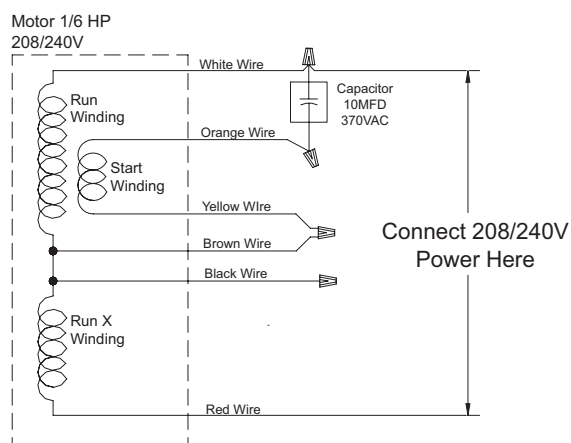 Motor 1/6 HP
208/240V
White Wire
Run
Winding
Capacitor
10MFD
370VAC
Orange Wire
Start
Winding
Yellow WIre
Connect 208/240V
Power Here
Brown Wire
Black Wire
Run X
Winding
Red Wire